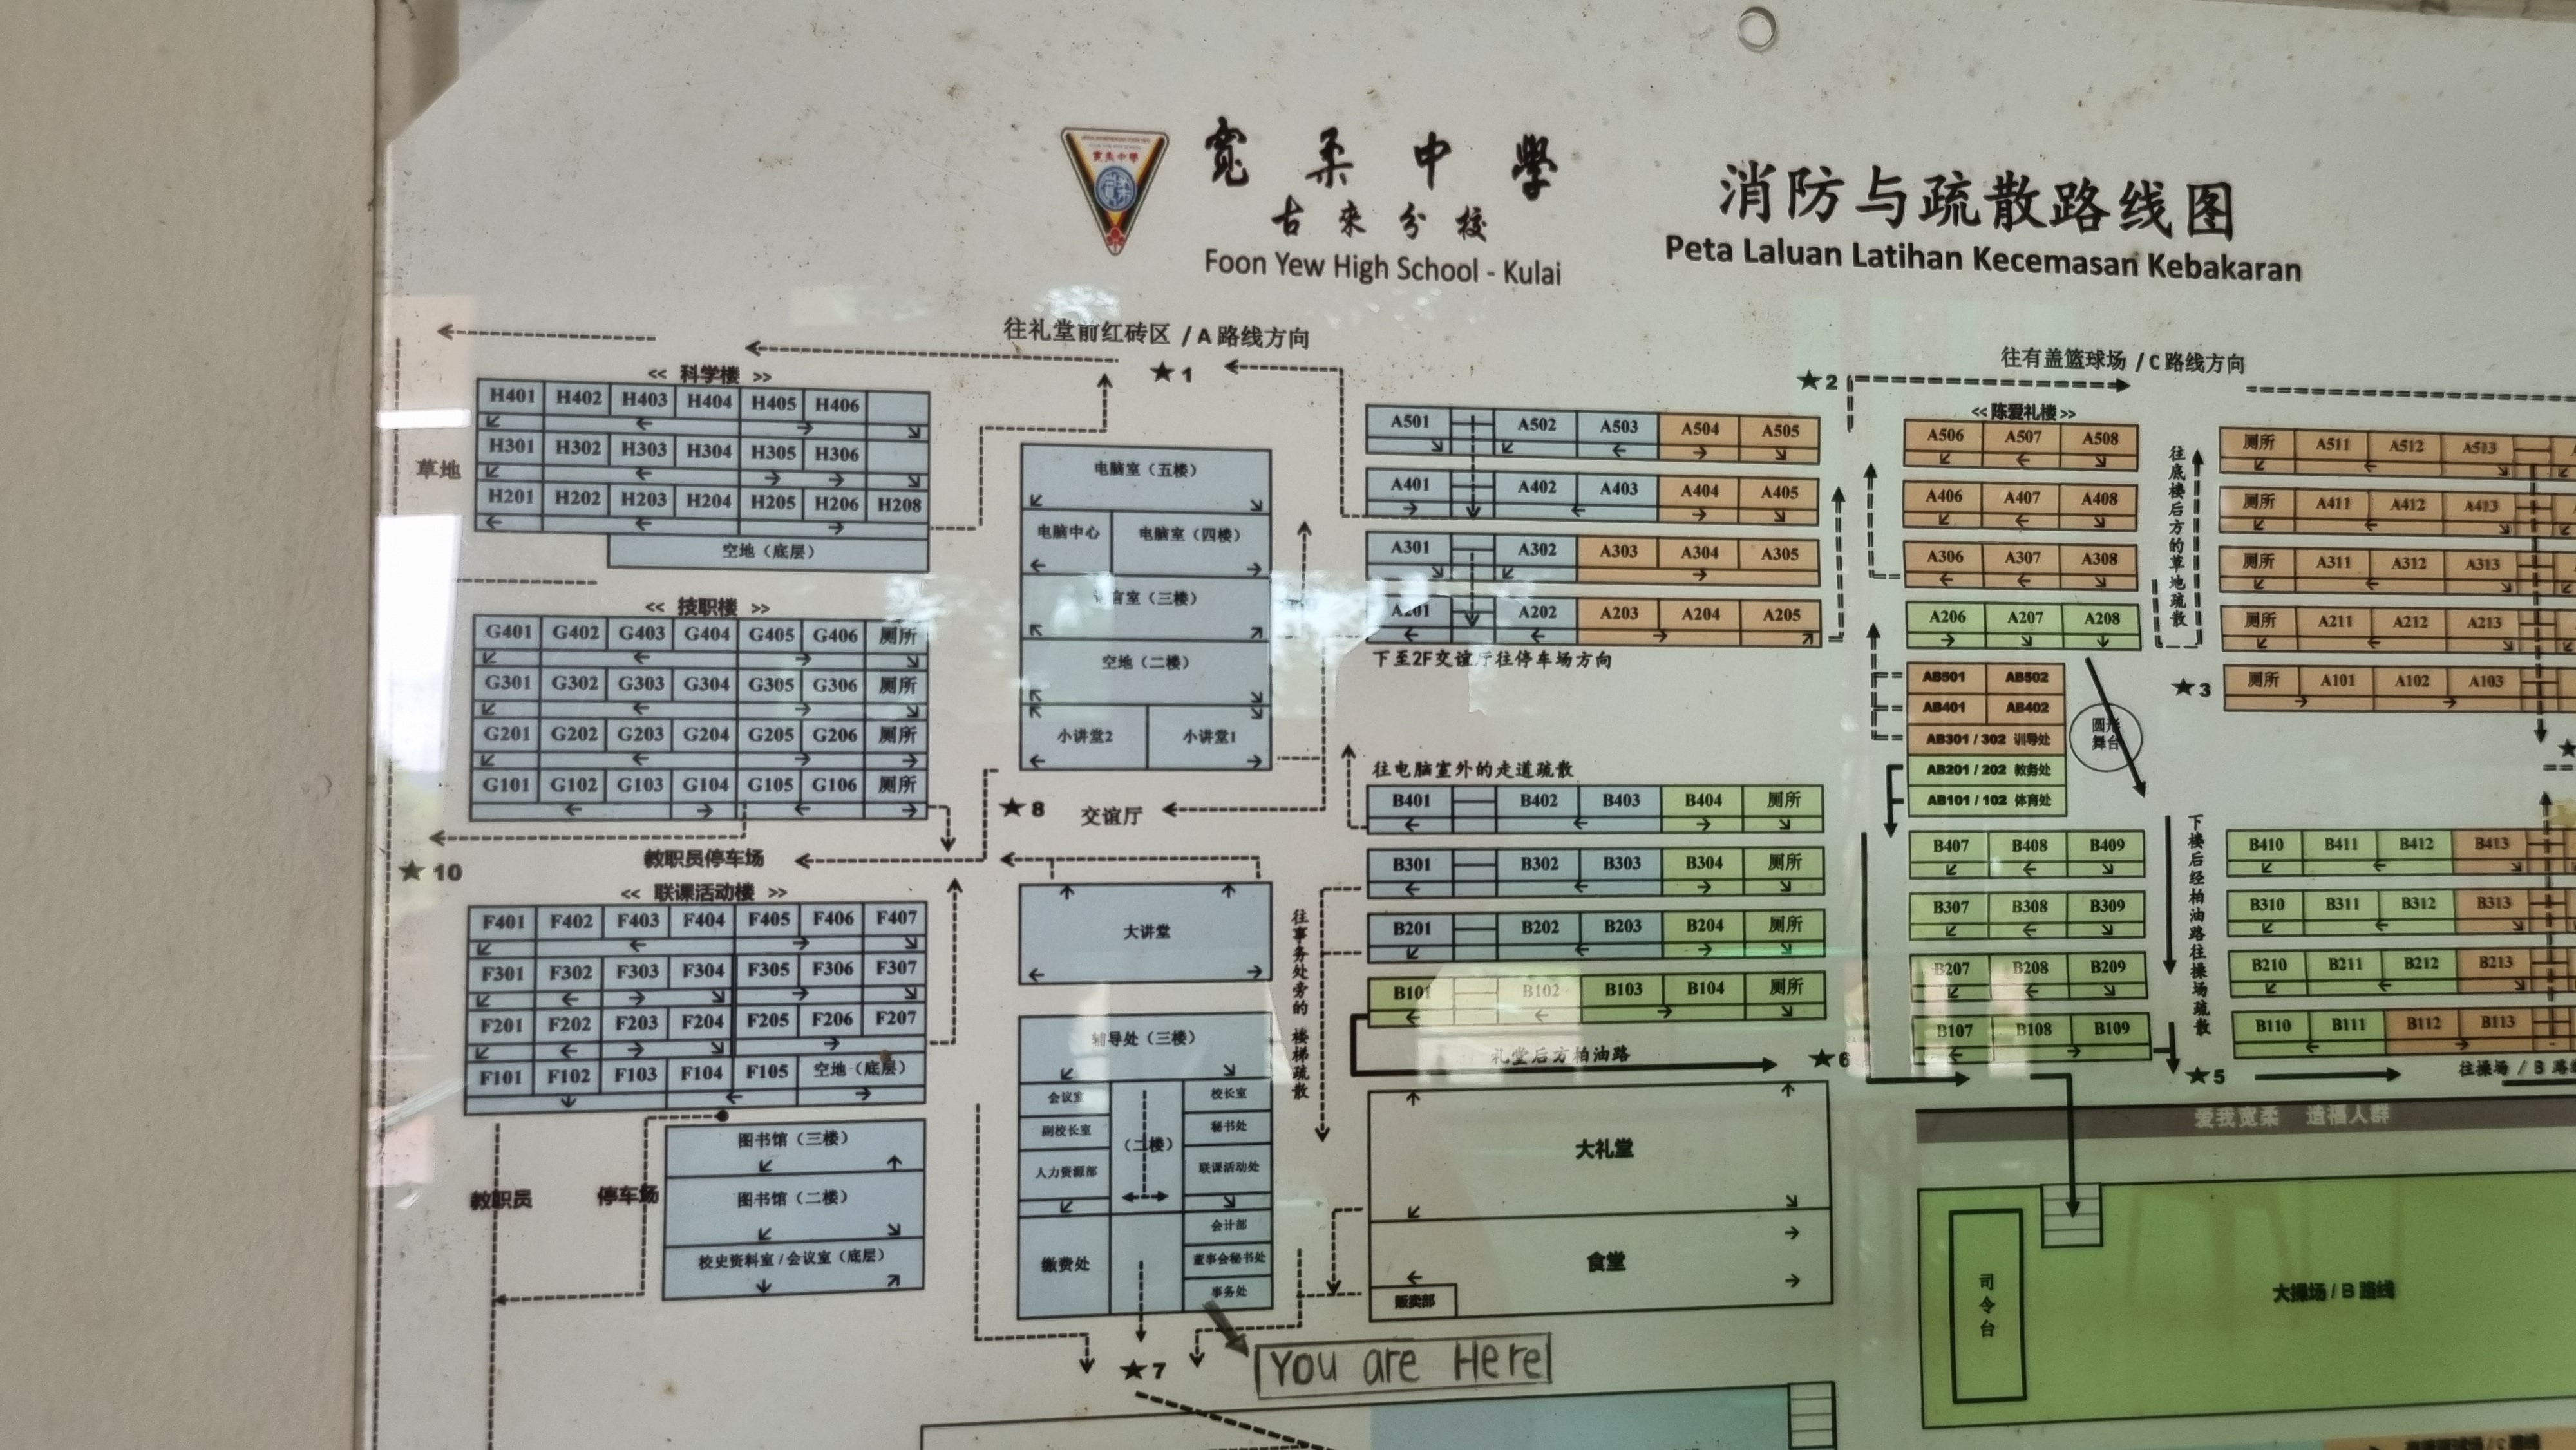 寬柔中學
古來分校
Foon Yew High School - Kulai
消防与疏散路线图
Peta Laluan Latihan Kecemasan Kebakaran
往礼堂前红砖区 / A 路线方向
★ 1
<< 科学楼 >>
H401 H402 H403 H404 H405 H406
H301 H302 H303 H304 H305 H306
H201 H202 H203 H204 H205 H206 H208
空地（底层）
草地
<< 技职楼 >>
G401 G402 G403 G404 G405 G406 厕所
G301 G302 G303 G304 G305 G306 厕所
G201 G202 G203 G204 G205 G206 厕所
G101 G102 G103 G104 G105 G106 厕所
★ 10
教职员停车场
<< 联课活动楼 >>
F401 F402 F403 F404 F405 F406 F407
F301 F302 F303 F304 F305 F306 F307
F201 F202 F203 F204 F205 F206 F207
F101 F102 F103 F104 F105 空地（底层）
教职员 停车场
图书馆（三楼）
图书馆（二楼）
校史资料室 / 会议室（底层）
电脑室（五楼）
电脑中心 电脑室（四楼）
言室（三楼）
空地（二楼）
小讲堂2 小讲堂1
★ 8 交谊厅
大讲堂
辅导处（三楼）
会议室 校长室
副校长室 （二楼） 秘书处
人力资源部 联课活动处
会计部
缴费处 董事会秘书处
事务处
★ 7
You are Here
A501 A502 A503 A504 A505
A401 A402 A403 A404 A405
A301 A302 A303 A304 A305
A201 A202 A203 A204 A205
下至2F交谊厅往停车场方向
往电脑室外的走道疏散
B401 B402 B403 B404 厕所
B301 B302 B303 B304 厕所
B201 B202 B203 B204 厕所
B101 B102 B103 B104 厕所
往事务处旁的楼梯疏散
礼堂后方柏油路
★ 6
大礼堂
食堂
贩卖部
★ 2
往有盖篮球场 / C 路线方向
<< 陈爱礼楼 >>
A506 A507 A508
A406 A407 A408
A306 A307 A308
A206 A207 A208
AB501 AB502
AB401 AB402
AB301 / 302 训导处
AB201 / 202 教务处
AB101 / 102 体育处
圆形
舞台
B407 B408 B409
B307 B308 B309
B207 B208 B209
B107 B108 B109
往底楼后方的草地疏散
★ 3
下楼后经柏油路往操场疏散
★ 5
厕所 A511 A512 A513
厕所 A411 A412 A413
厕所 A311 A312 A313
厕所 A211 A212 A213
厕所 A101 A102 A103
B410 B411 B412 B413
B310 B311 B312 B313
B210 B211 B212 B213
B110 B111 B112 B113
往操场 / B 路
爱我宽柔 造福人群
司令台
大操场 / B 路线